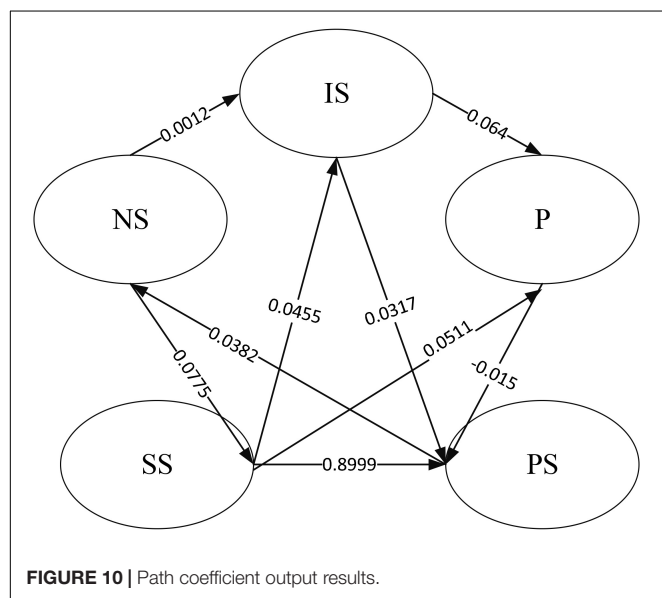 IS
0.0012
0.064
NS
P
0.0455
0.0317
0.0382
0.0511
0.0775
-0.015
SS
0.8999
PS
FIGURE 10 | Path coefficient output results.